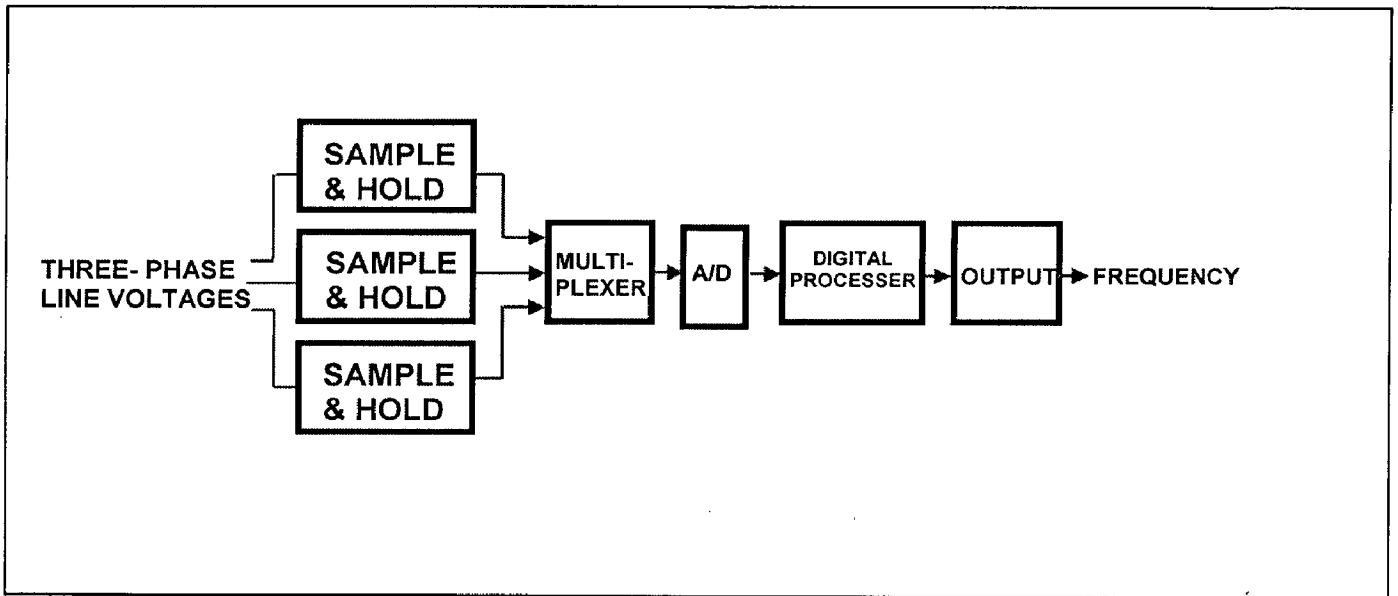 SAMPLE
& HOLD
THREE- PHASE
LINE VOLTAGES
SAMPLE
& HOLD
SAMPLE
& HOLD
MULTI-
PLEXER
A/D
DIGITAL
PROCESSER
OUTPUT
FREQUENCY